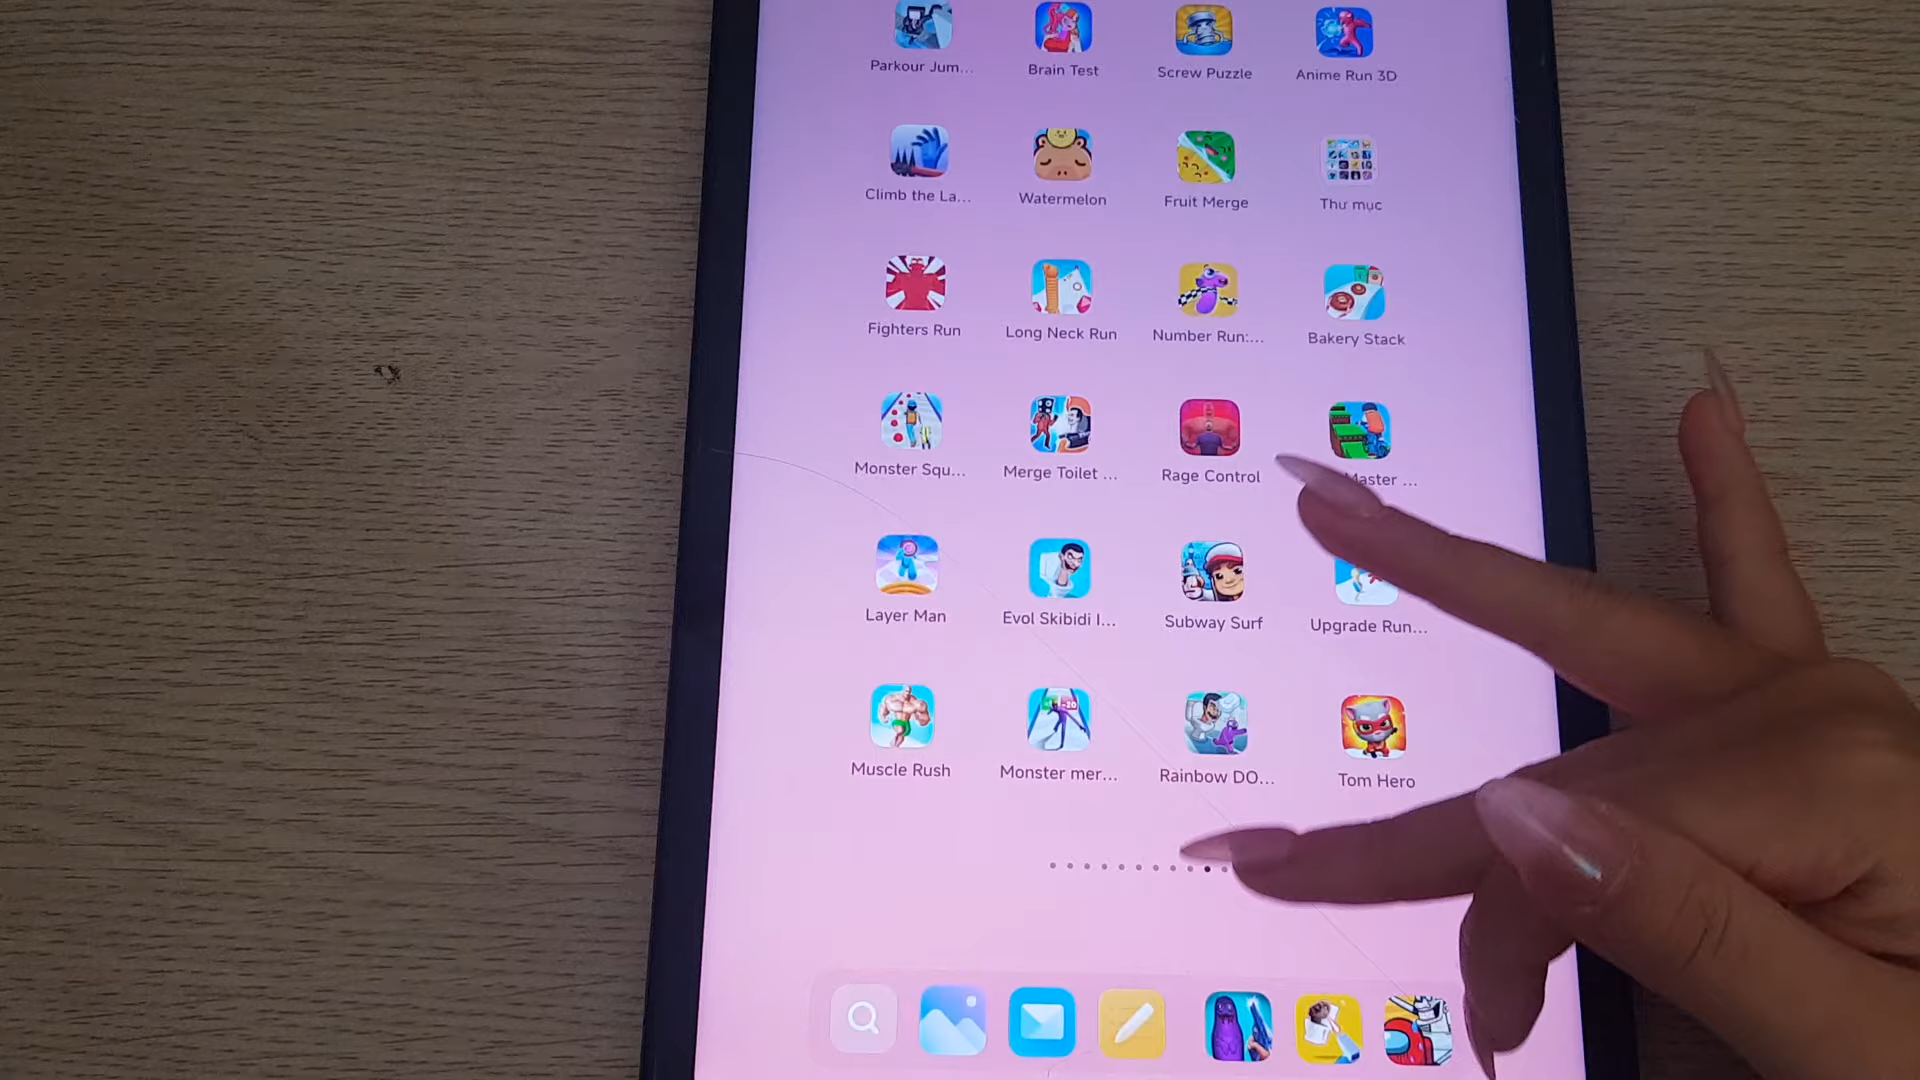 Parkour Jum...
Brain Test
Screw Puzzle
Anime Run 3D
Climb the La...
Watermelon
Fruit Merge
Thư mục
Fighters Run
Long Neck Run
Number Run:...
Bakery Stack
Monster Squ...
Merge Toilet ...
Rage Control
Master ...
Layer Man
Evol Skibidi I...
Subway Surf
Upgrade Run...
Muscle Rush
Monster mer...
-20
Rainbow DO...
Tom Hero